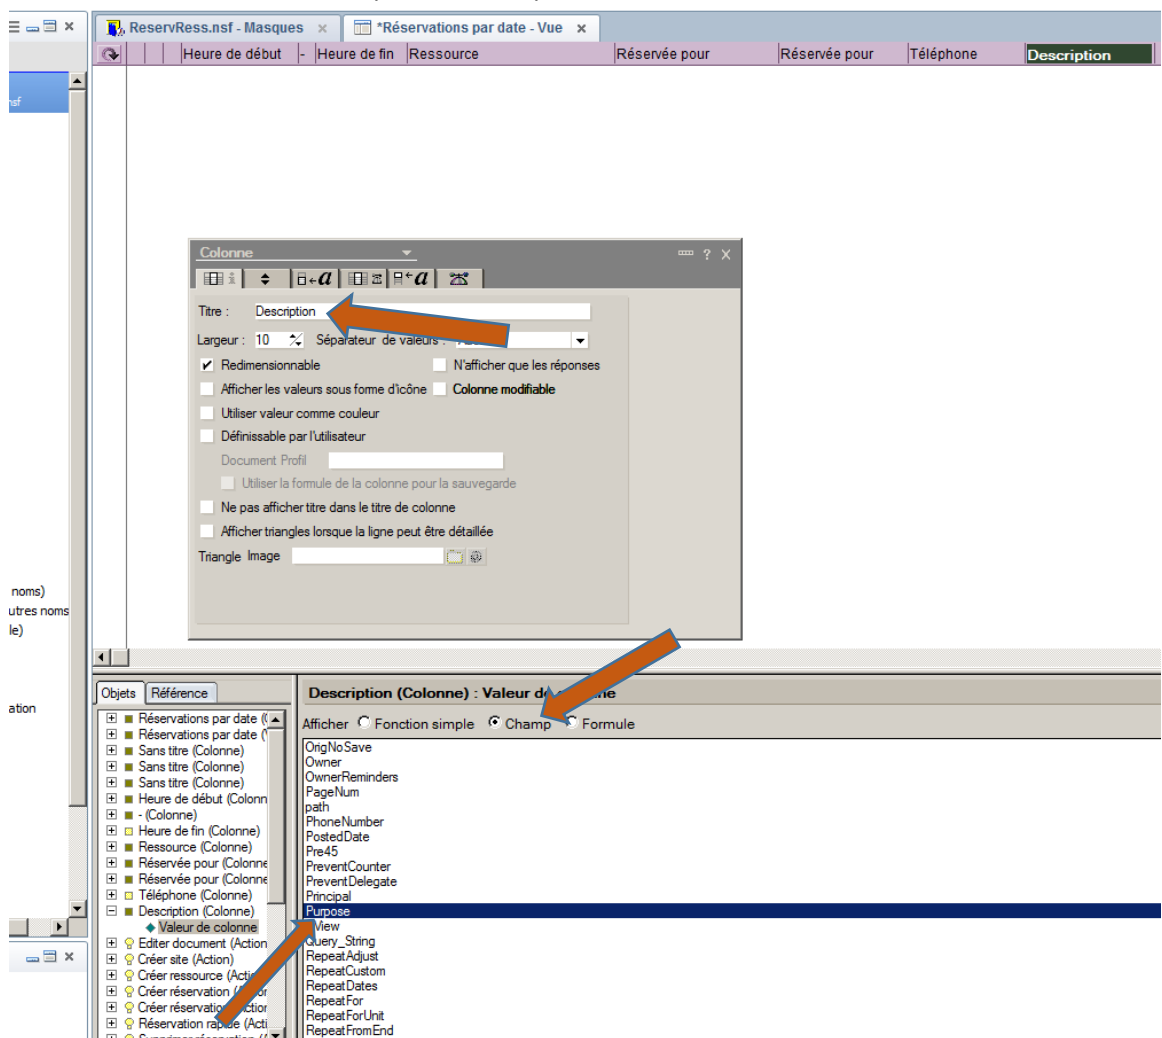 ReservRess.nsf - Masques
*Réservations par date - Vue
Heure de début - Heure de fin Ressource Réservée pour Réservée pour Téléphone Description
nsf
Colonne
Titre : Description
Largeur : 10 Séparateur de valeurs :
Redimensionnable N'afficher que les réponses
Afficher les valeurs sous forme d'icône Colonne modifiable
Utiliser valeur comme couleur
Définissable par l'utilisateur
Document Profil
Utiliser la formule de la colonne pour la sauvegarde
Ne pas afficher titre dans le titre de colonne
Afficher triangles lorsque la ligne peut être détaillée
Triangle Image
noms)
utres noms
le)
ation
Objets Référence
Réservations par date
Réservations par date
Sans titre (Colonne)
Sans titre (Colonne)
Sans titre (Colonne)
Heure de début (Colonn
- (Colonne)
Heure de fin (Colonne)
Ressource (Colonne)
Réservée pour (Colonne
Réservée pour (Colonne
Téléphone (Colonne)
Description (Colonne)
Valeur de colonne
Editer document (Action
Créer site (Action)
Créer ressource
Créer réservation
Créer réservation
Réservation rapide (Acti
Description (Colonne) : Valeur de
Afficher Fonction simple Champ Formule
OrigNoSave
Owner
OwnerReminders
PageNum
path
PhoneNumber
PostedDate
Pre45
PreventCounter
PreventDelegate
Principal
Purpose
Query_String
RepeatAdjust
RepeatCustom
RepeatDates
RepeatFor
RepeatForUnit
RepeatFromEnd